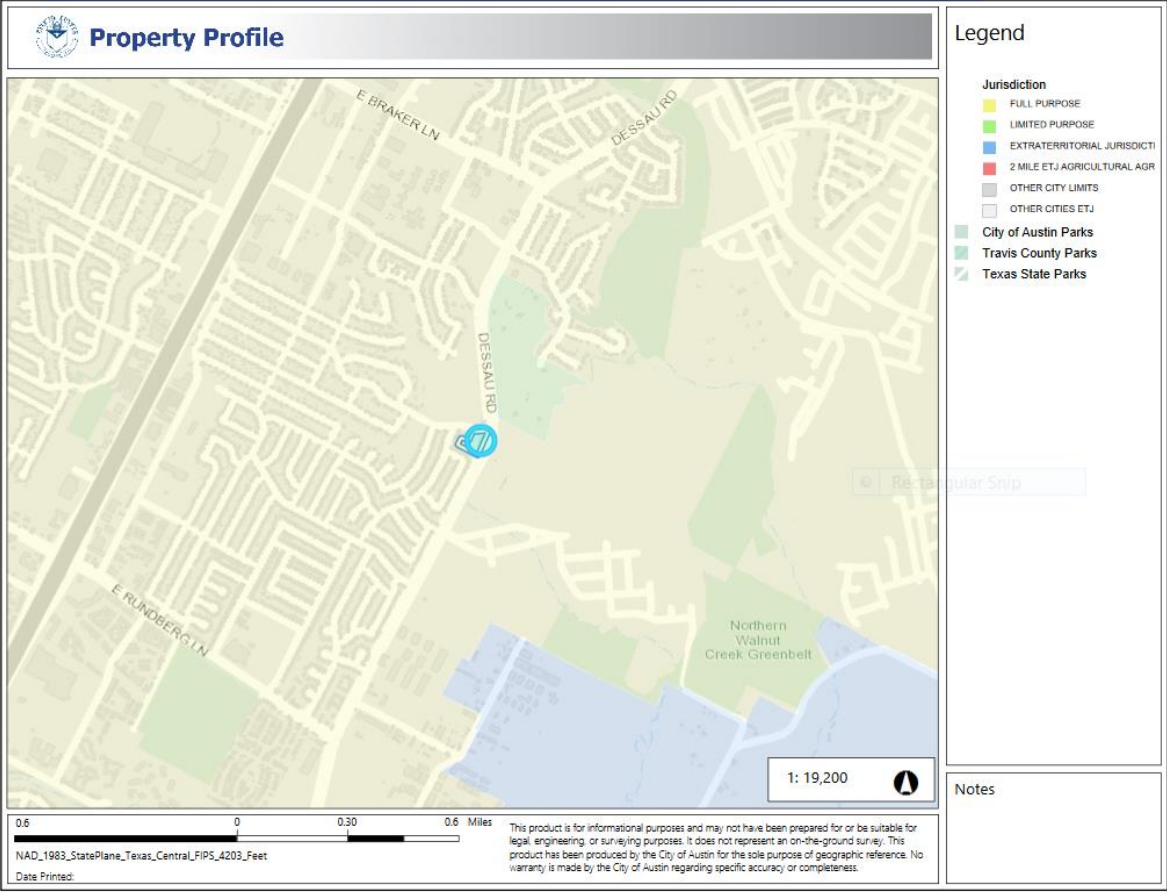 Property Profile
E BRAKER LN
DESSAU RD
DESSAU RD
E RUNDBERG LN
Northern
Walnut
Creek Greenbelt
Rectangular Snip
1: 19,200
Legend
Jurisdiction
FULL PURPOSE
LIMITED PURPOSE
EXTRATERRITORIAL JURISDICTI
2 MILE ETJ AGRICULTURAL AGR
OTHER CITY LIMITS
OTHER CITIES ETJ
City of Austin Parks
Travis County Parks
Texas State Parks
Notes
0.6 0 0.30 0.6 Miles
NAD_1983_StatePlane_Texas_Central_FIPS_4203_Feet
Date Printed:
This product is for informational purposes and may not have been prepared for or be suitable for
legal, engineering, or surveying purposes. It does not represent an on-the-ground survey. This
product has been produced by the City of Austin for the sole purpose of geographic reference. No
warranty is made by the City of Austin regarding specific accuracy or completeness.